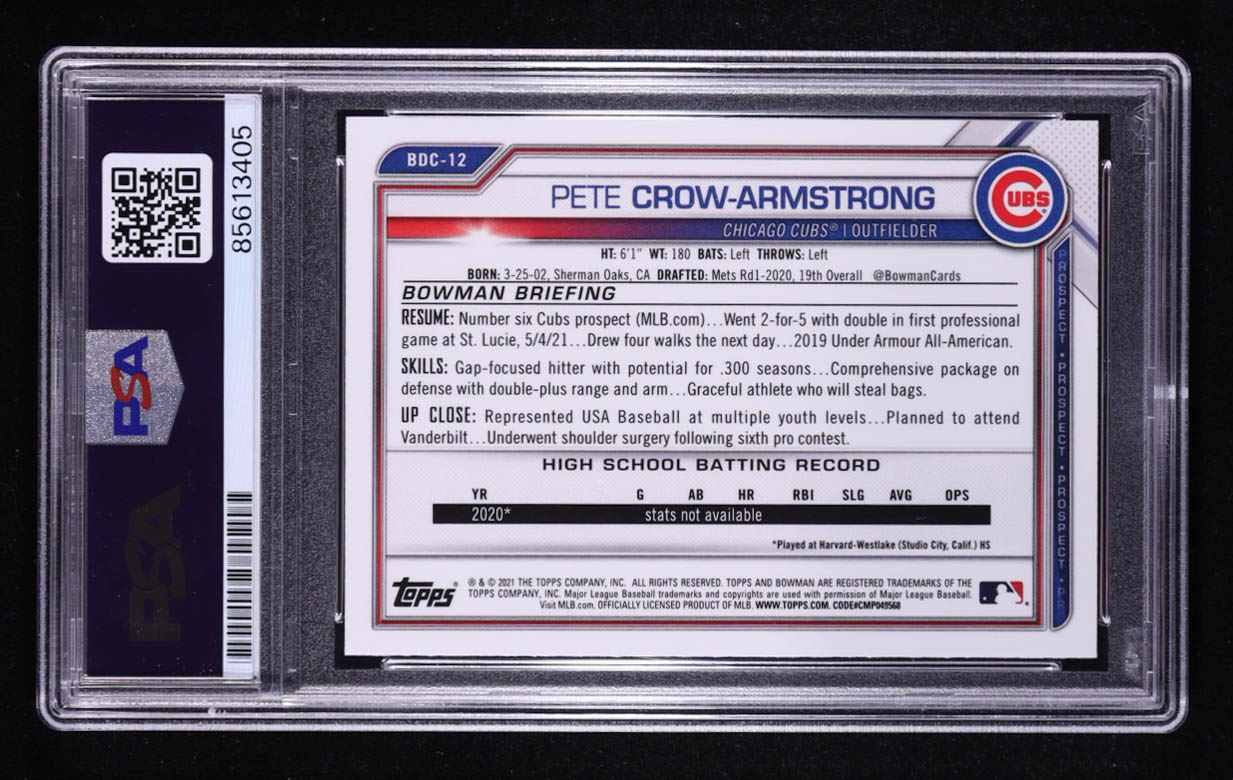 85613405
PSA
PSA
BDC-12
PETE CROW-ARMSTRONG
CUBS®
CHICAGO CUBS® | OUTFIELDER
HT: 6'1" WT: 180 BATS: Left THROWS: Left
BORN: 3-25-02, Sherman Oaks, CA DRAFTED: Mets Rd1-2020, 19th Overall @BowmanCards
BOWMAN BRIEFING
RESUME: Number six Cubs prospect (MLB.com)...Went 2-for-5 with double in first professional
game at St. Lucie, 5/4/21...Drew four walks the next day...2019 Under Armour All-American.
SKILLS: Gap-focused hitter with potential for .300 seasons...Comprehensive package on
defense with double-plus range and arm...Graceful athlete who will steal bags.
UP CLOSE: Represented USA Baseball at multiple youth levels...Planned to attend
Vanderbilt...Underwent shoulder surgery following sixth pro contest.
HIGH SCHOOL BATTING RECORD
YR G AB HR RBI SLG AVG OPS
2020* stats not available
*Played at Harvard-Westlake (Studio City, Calif.) HS
Topps® ® & © 2021 THE TOPPS COMPANY, INC. ALL RIGHTS RESERVED. TOPPS AND BOWMAN ARE REGISTERED TRADEMARKS OF THE
TOPPS COMPANY, INC. Major League Baseball trademarks and copyrights are used with permission of Major League Baseball.
Visit MLB.com. OFFICIALLY LICENSED PRODUCT OF MLB. WWW.TOPPS.COM. CODE#CMP049568
PROSPECT • PROSPECT • PROSPECT • PR
PSA